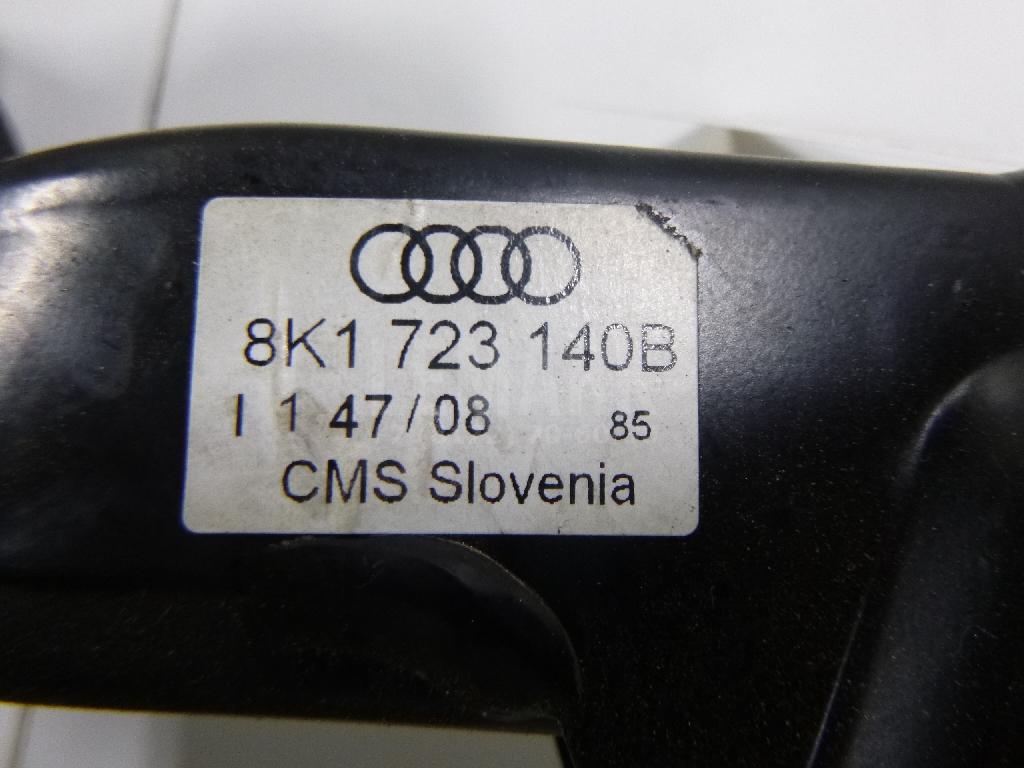 8K1 723 140B
I 1 47/08 85
CMS Slovenia